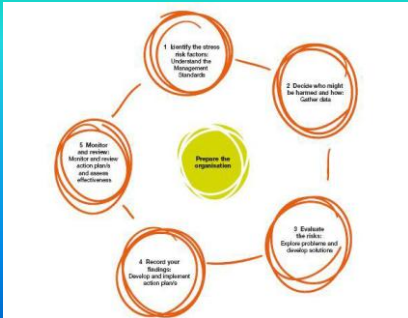 1 Identify the stress
risk factors:
Understand the
Management
Standards
2 Decide who might
be harmed and how:
Gather data
3 Evaluate
the risks:
Explore problems and
develop solutions
4 Record your
findings:
Develop and implement
action plan/s
5 Monitor
and review:
Monitor and review
action plan/s
and assess
effectiveness
Prepare the
organisation